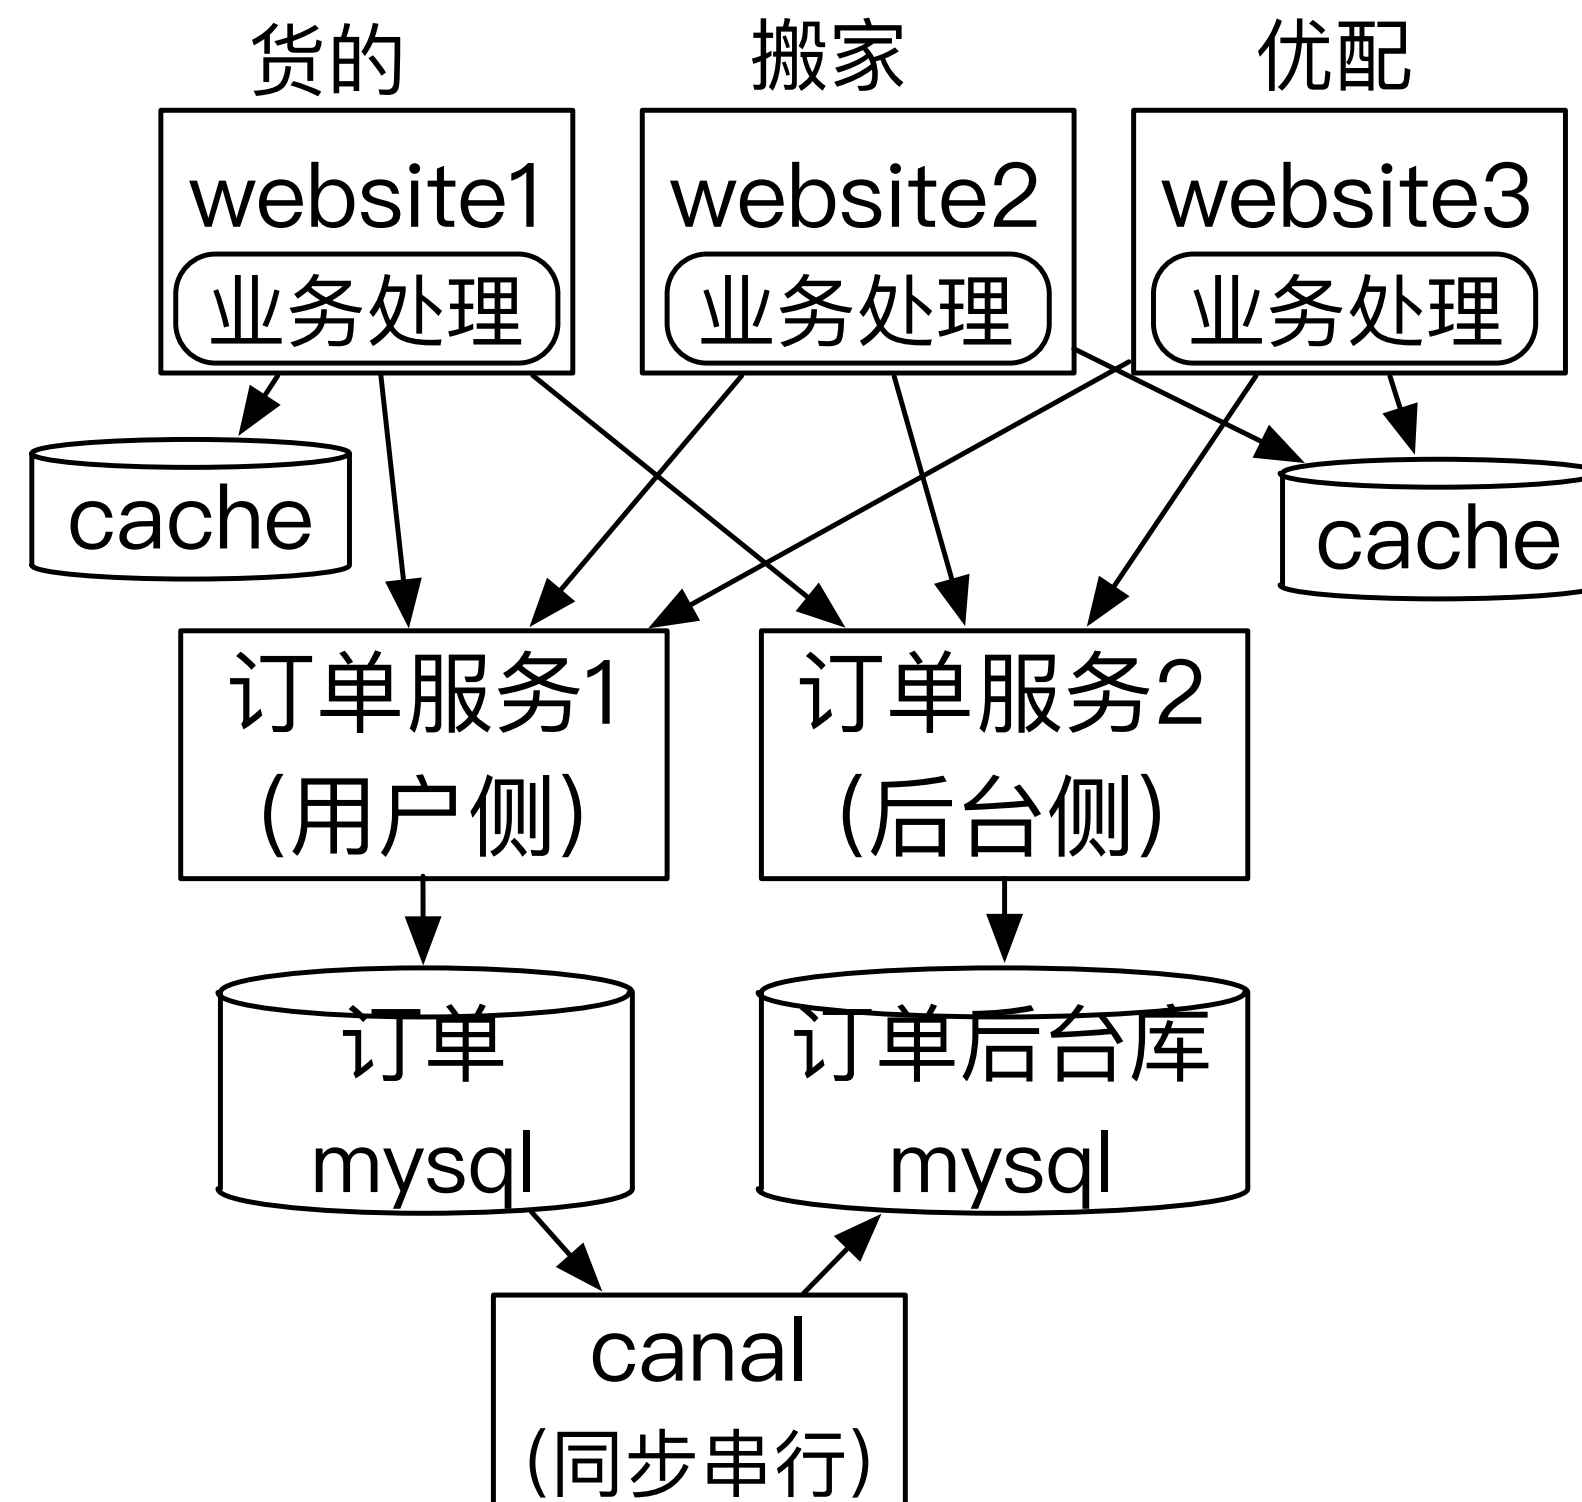 货的
搬家
优配
website1
website2
website3
业务处理
业务处理
业务处理
cache
cache
订单服务1
(用户侧)
订单服务2
(后台侧)
订单
mysql
订单后台库
mysql
canal
(同步串行)